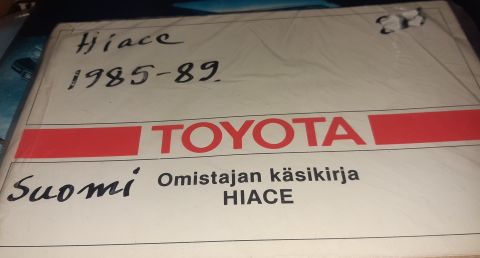 Hiace
1985-89
TOYOTA
Suomi
Omistajan käsikirja
HIACE